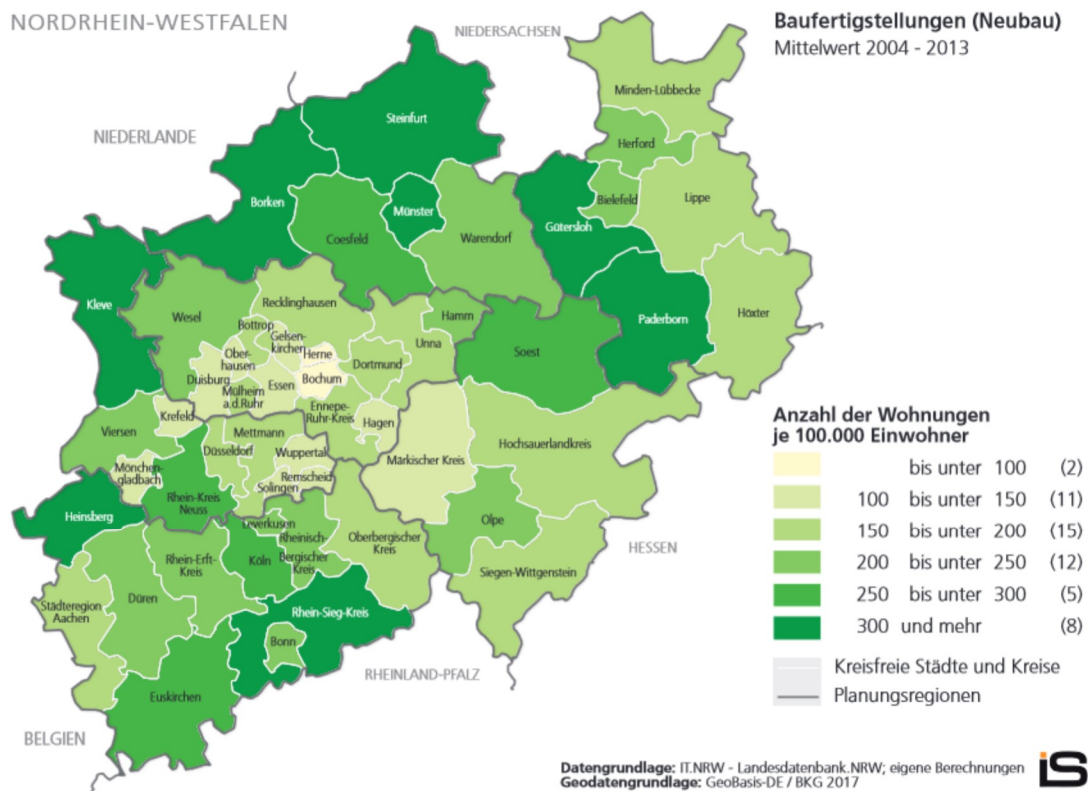 NORDRHEIN-WESTFALEN
Baufertigstellungen (Neubau)
Mittelwert 2004 - 2013
NIEDERSACHSEN
NIEDERLANDE
Minden-Lübbecke
Steinfurt
Herford
Borken
Münster
Bielefeld
Lippe
Gütersloh
Coesfeld
Warendorf
Kleve
Recklinghausen
Wesel
Hamm
Paderborn
Höxter
Bottrop
Gelsen-
kirchen
Herne
Unna
Soest
Ober-
hausen
Dortmund
Duisburg
Essen
Bochum
Mülheim
a.d.Ruhr
Ennepe-
Ruhr-Kreis
Krefeld
Hagen
Viersen
Mettmann
Düsseldorf
Wuppertal
Hochsauerlandkreis
Märkischer Kreis
Mönchen-
gladbach
Remscheid
Solingen
Rhein-Kreis
Neuss
Heinsberg
Leverkusen
Olpe
Rheinisch-
Bergischer
Kreis
Oberbergischer
Kreis
Rhein-Erft-
Kreis
Köln
Siegen-Wittgenstein
HESSEN
Düren
Städteregion
Aachen
Rhein-Sieg-Kreis
Bonn
RHEINLAND-PFALZ
Euskirchen
BELGIEN
Anzahl der Wohnungen
je 100.000 Einwohner
bis unter 100 (2)
100 bis unter 150 (11)
150 bis unter 200 (15)
200 bis unter 250 (12)
250 bis unter 300 (5)
300 und mehr (8)
Kreisfreie Städte und Kreise
Planungsregionen
Datengrundlage: IT.NRW - Landesdatenbank.NRW; eigene Berechnungen
Geodatengrundlage: GeoBasis-DE / BKG 2017
iS